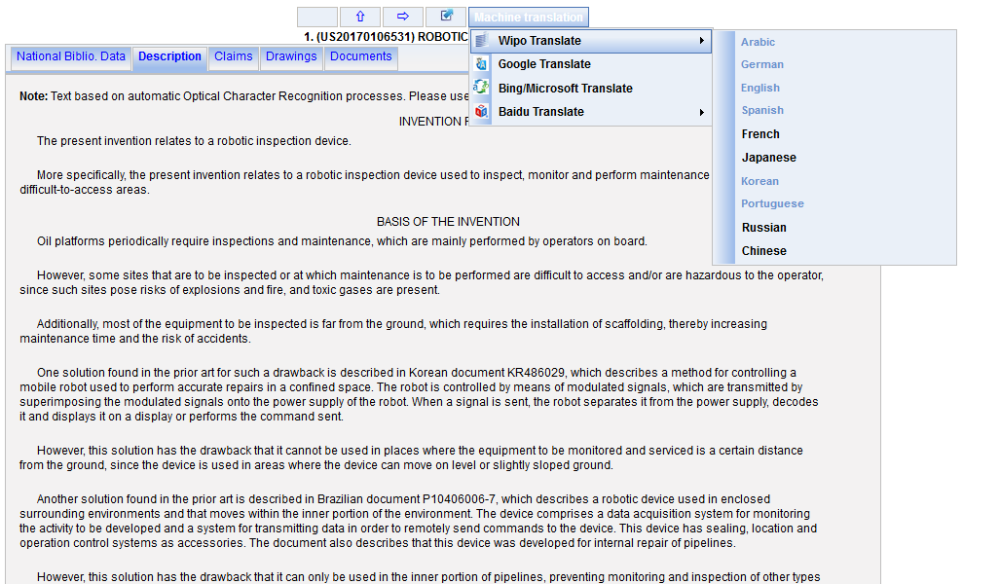 Machine translation
1. (US20170106531) ROBOTIC
National Biblio. Data Description Claims Drawings Documents
Wipo Translate
Google Translate
Bing/Microsoft Translate
Baidu Translate
Arabic
German
English
Spanish
French
Japanese
Korean
Portuguese
Russian
Chinese
Note: Text based on automatic Optical Character Recognition processes. Please use
INVENTION F
The present invention relates to a robotic inspection device.
More specifically, the present invention relates to a robotic inspection device used to inspect, monitor and perform maintenance
difficult-to-access areas.
BASIS OF THE INVENTION
Oil platforms periodically require inspections and maintenance, which are mainly performed by operators on board.
However, some sites that are to be inspected or at which maintenance is to be performed are difficult to access and/or are hazardous to the operator,
since such sites pose risks of explosions and fire, and toxic gases are present.
Additionally, most of the equipment to be inspected is far from the ground, which requires the installation of scaffolding, thereby increasing
maintenance time and the risk of accidents.
One solution found in the prior art for such a drawback is described in Korean document KR486029, which describes a method for controlling a
mobile robot used to perform accurate repairs in a confined space. The robot is controlled by means of modulated signals, which are transmitted by
superimposing the modulated signals onto the power supply of the robot. When a signal is sent, the robot separates it from the power supply, decodes
it and displays it on a display or performs the command sent.
However, this solution has the drawback that it cannot be used in places where the equipment to be monitored and serviced is a certain distance
from the ground, since the device is used in areas where the device can move on level or slightly sloped ground.
Another solution found in the prior art is described in Brazilian document P10406006-7, which describes a robotic device used in enclosed
surrounding environments and that moves within the inner portion of the environment. The device comprises a data acquisition system for monitoring
the activity to be developed and a system for transmitting data in order to remotely send commands to the device. This device has sealing, location and
operation control systems as accessories. The document also describes that this device was developed for internal repair of pipelines.
However, this solution has the drawback that it can only be used in the inner portion of pipelines, preventing monitoring and inspection of other types